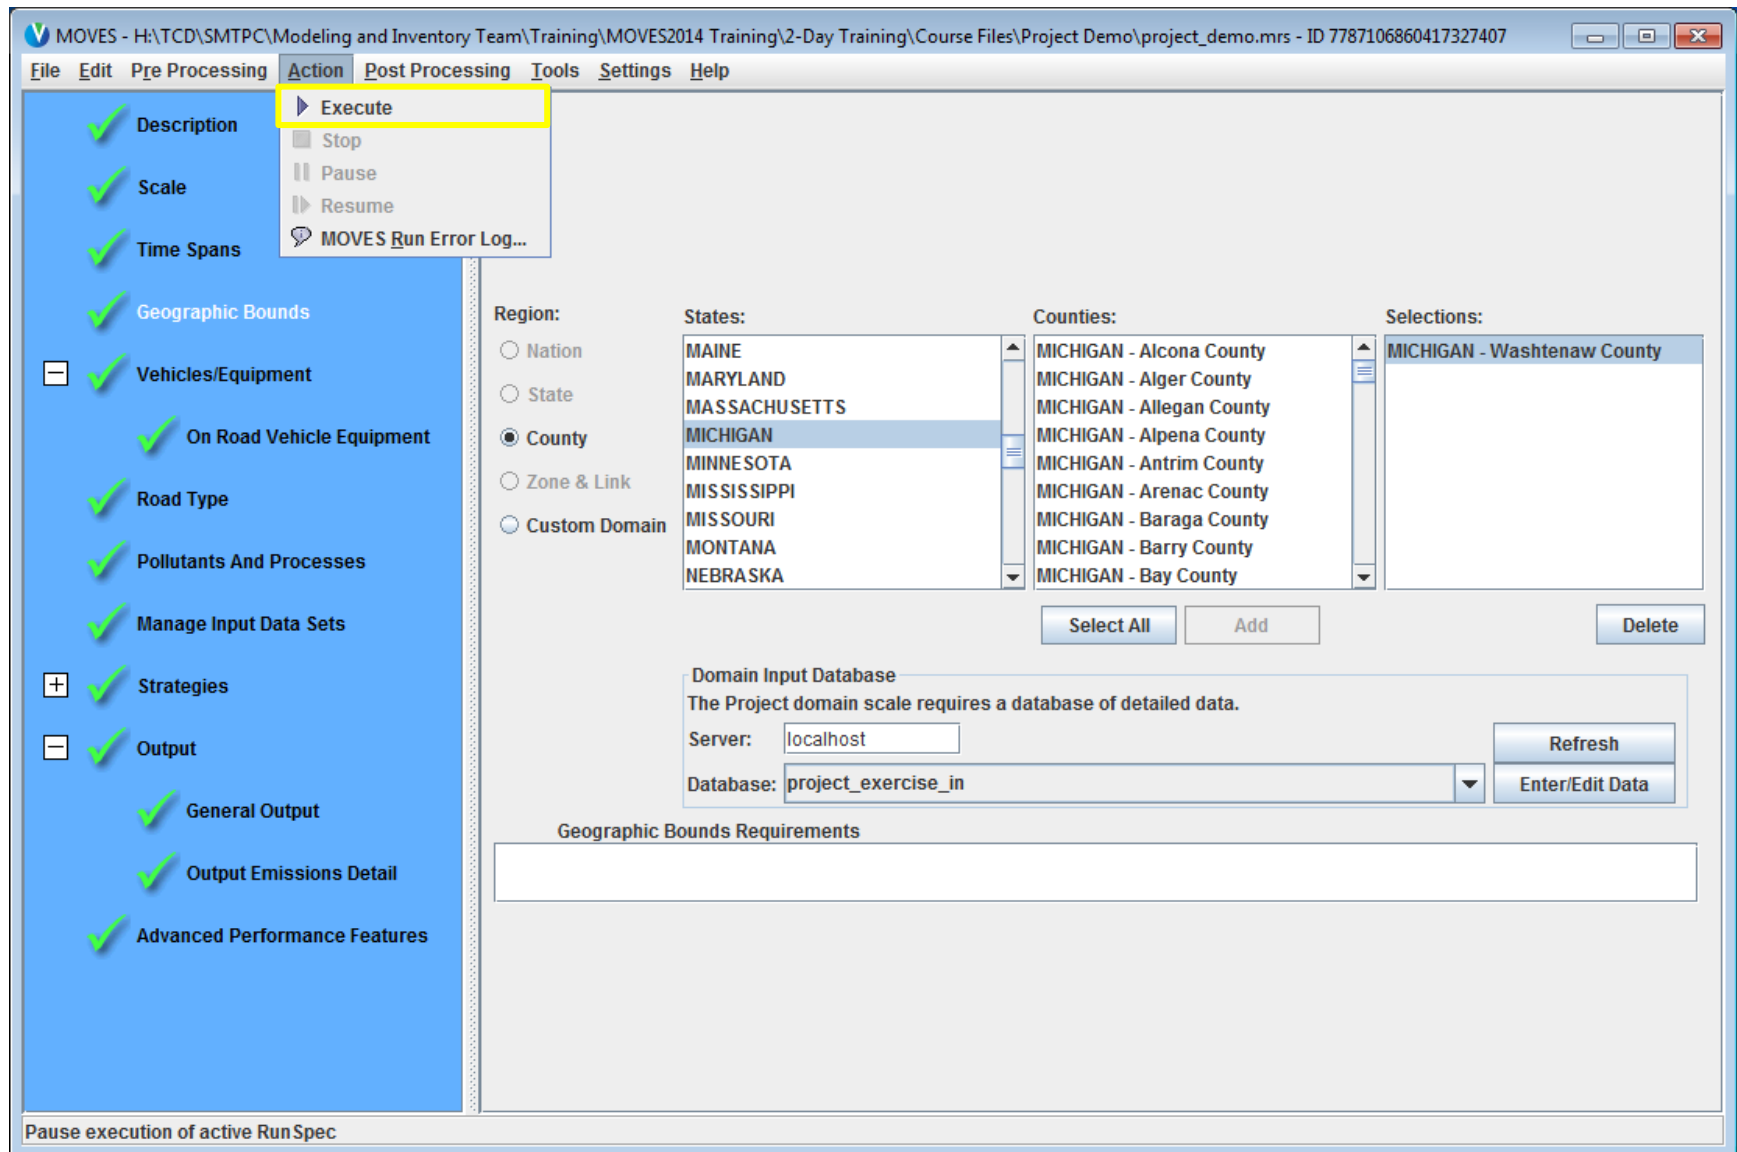 MOVES - H:\TCD\SMTPC\Modeling and Inventory Team\Training\MOVES2014 Training\2-Day Training\Course Files\Project Demo\project_demo.mrs - ID 7787106860417327407
File Edit Pre Processing Action Post Processing Tools Settings Help
Execute
Stop
Pause
Resume
MOVES Run Error Log...
Description
Scale
Time Spans
Geographic Bounds
Vehicles/Equipment
On Road Vehicle Equipment
Road Type
Pollutants And Processes
Manage Input Data Sets
Strategies
Output
General Output
Output Emissions Detail
Advanced Performance Features
Region:
Nation
State
County
Zone & Link
Custom Domain
States:
MAINE
MARYLAND
MASSACHUSETTS
MICHIGAN
MINNESOTA
MISSISSIPPI
MISSOURI
MONTANA
NEBRASKA
Counties:
MICHIGAN - Alcona County
MICHIGAN - Alger County
MICHIGAN - Allegan County
MICHIGAN - Alpena County
MICHIGAN - Antrim County
MICHIGAN - Arenac County
MICHIGAN - Baraga County
MICHIGAN - Barry County
MICHIGAN - Bay County
Selections:
MICHIGAN - Washtenaw County
Select All
Add
Delete
Domain Input Database
The Project domain scale requires a database of detailed data.
Server: localhost
Refresh
Database: project_exercise_in
Enter/Edit Data
Geographic Bounds Requirements
Pause execution of active RunSpec